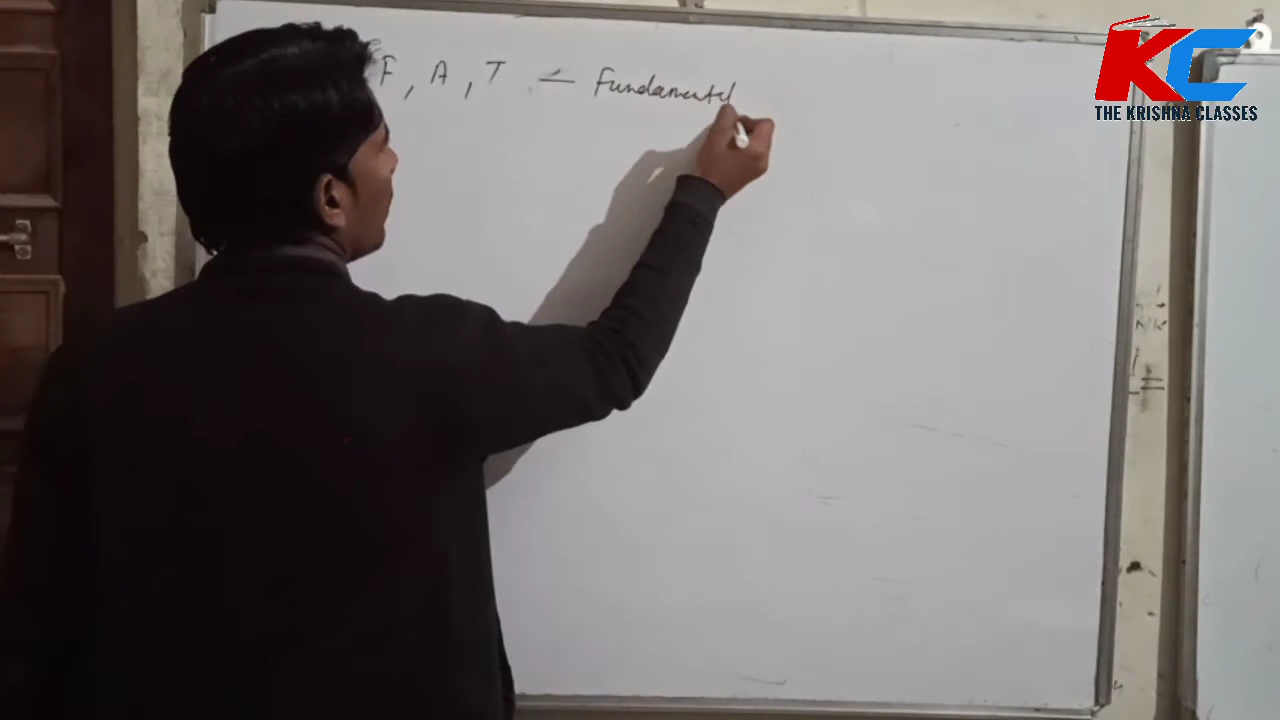 F, A, T — Fundamental
KC
THE KRISHNA CLASSES